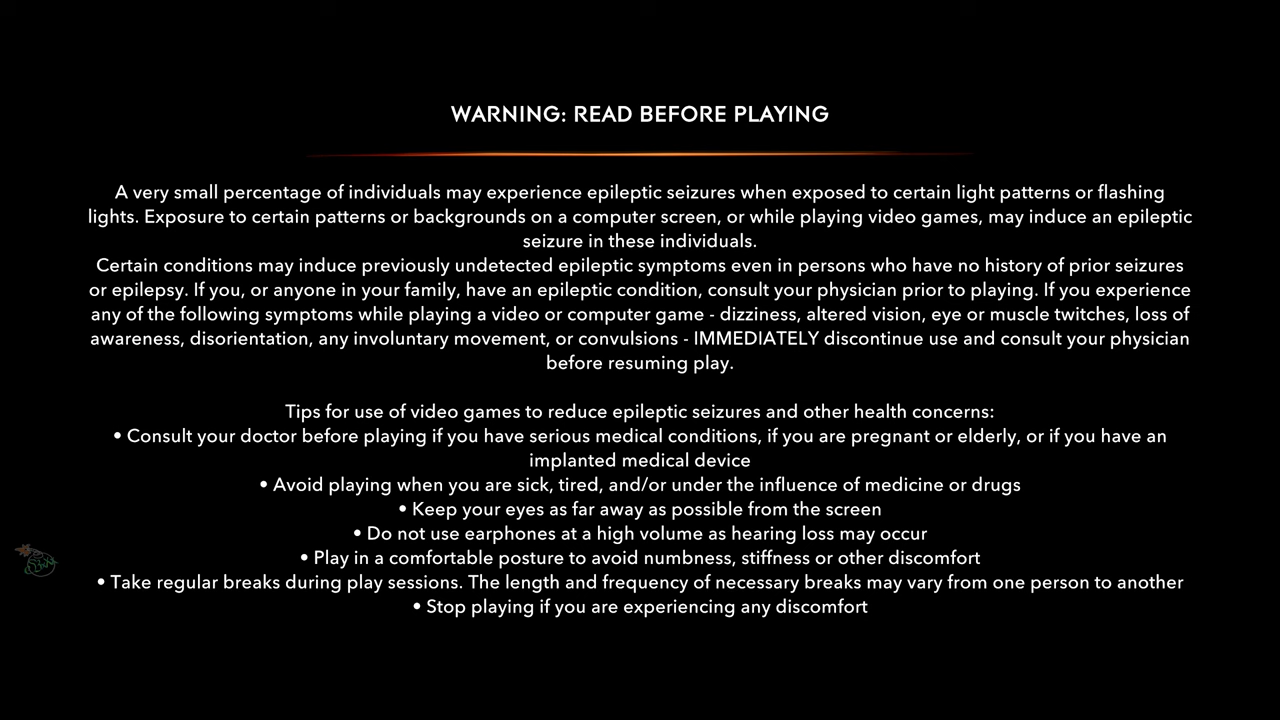 WARNING: READ BEFORE PLAYING
A very small percentage of individuals may experience epileptic seizures when exposed to certain light patterns or flashing
lights. Exposure to certain patterns or backgrounds on a computer screen, or while playing video games, may induce an epileptic
seizure in these individuals.
Certain conditions may induce previously undetected epileptic symptoms even in persons who have no history of prior seizures
or epilepsy. If you, or anyone in your family, have an epileptic condition, consult your physician prior to playing. If you experience
any of the following symptoms while playing a video or computer game - dizziness, altered vision, eye or muscle twitches, loss of
awareness, disorientation, any involuntary movement, or convulsions - IMMEDIATELY discontinue use and consult your physician
before resuming play.
Tips for use of video games to reduce epileptic seizures and other health concerns:
• Consult your doctor before playing if you have serious medical conditions, if you are pregnant or elderly, or if you have an
implanted medical device
• Avoid playing when you are sick, tired, and/or under the influence of medicine or drugs
• Keep your eyes as far away as possible from the screen
• Do not use earphones at a high volume as hearing loss may occur
• Play in a comfortable posture to avoid numbness, stiffness or other discomfort
• Take regular breaks during play sessions. The length and frequency of necessary breaks may vary from one person to another
• Stop playing if you are experiencing any discomfort